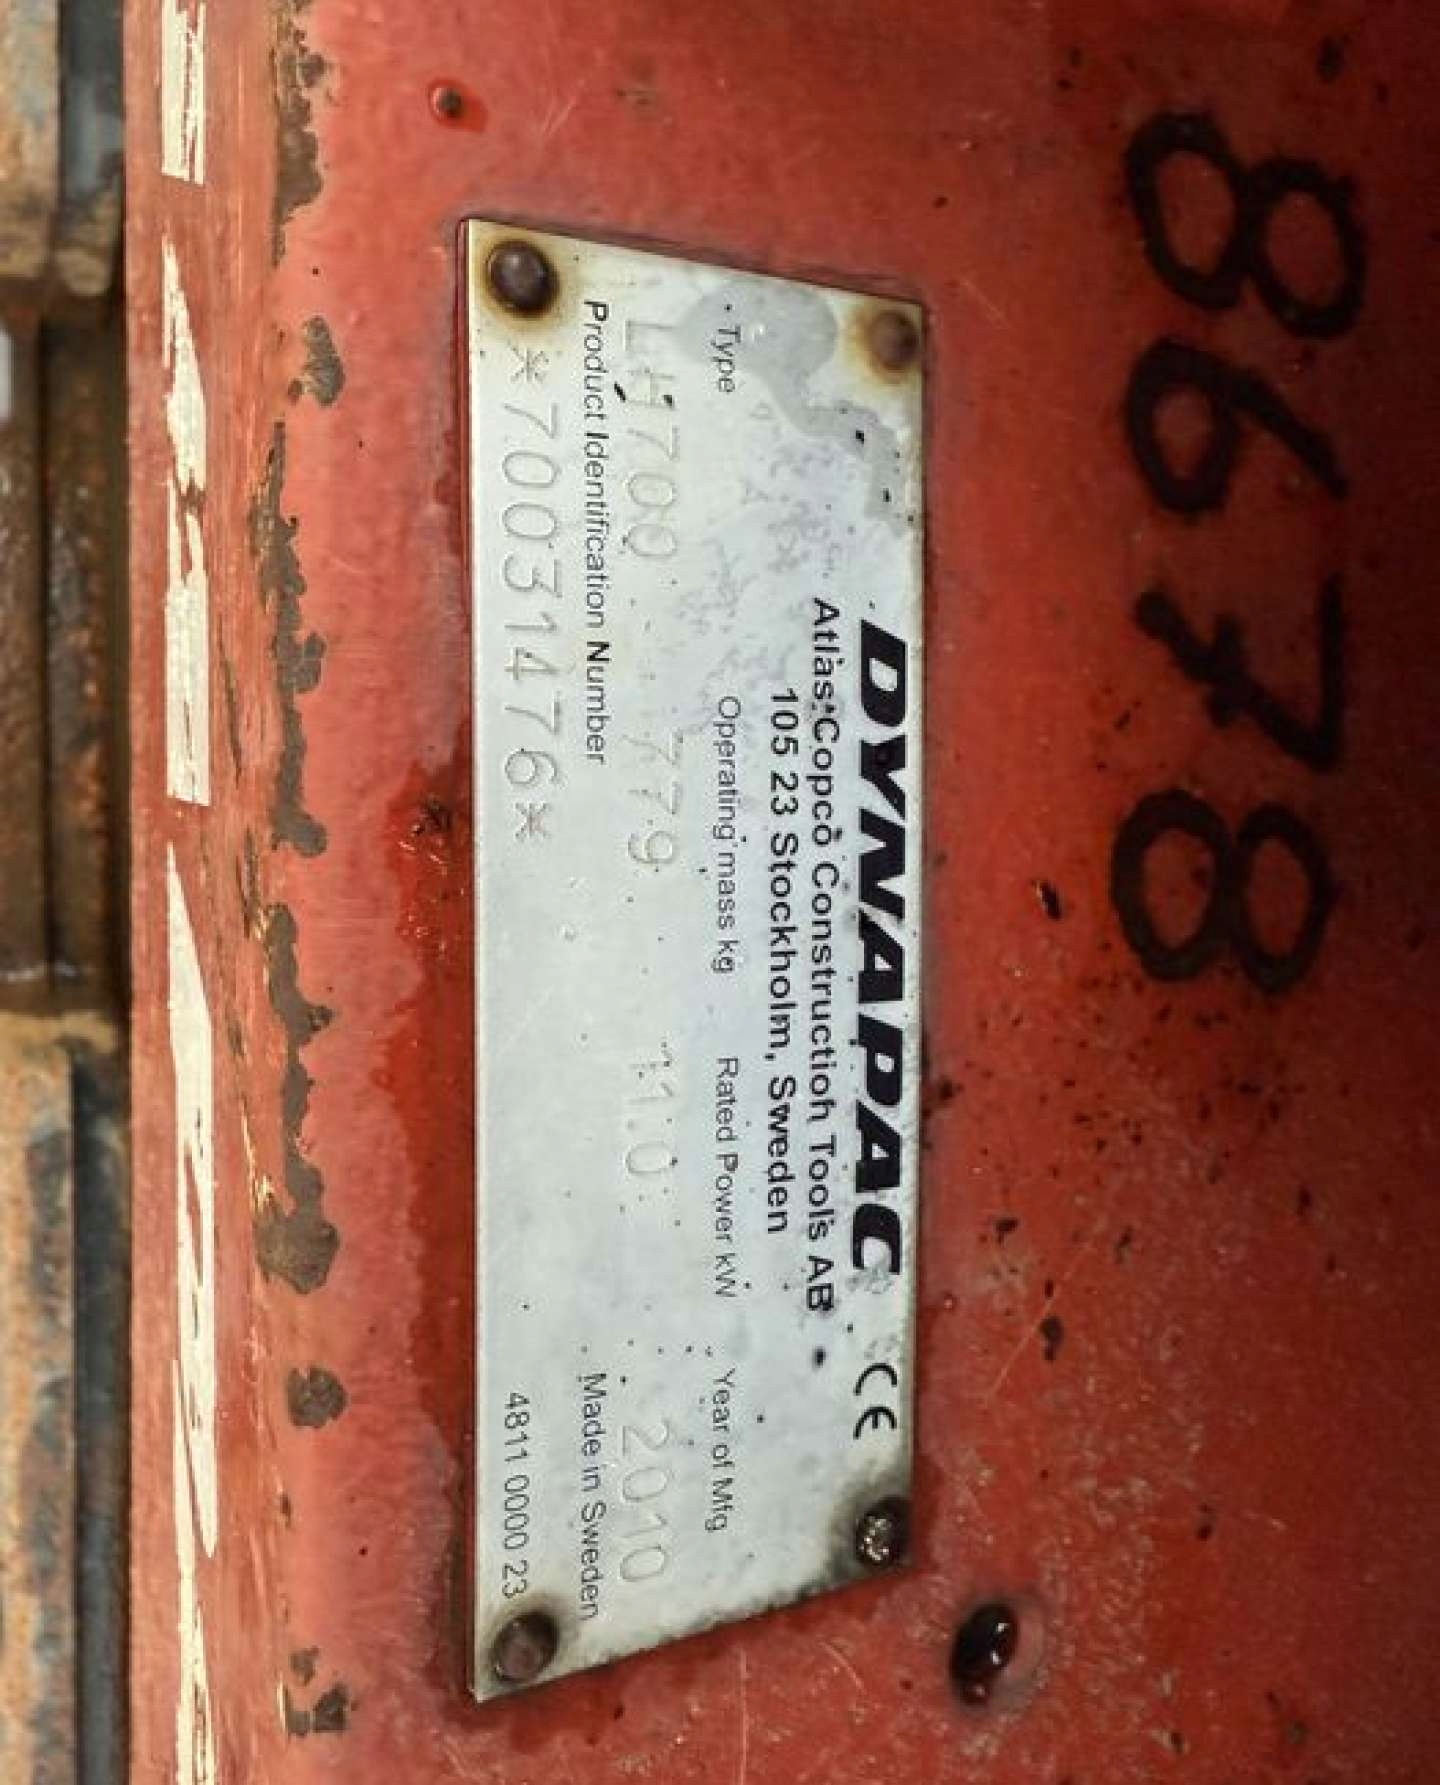 8678
DYNAPAC CE
Atlas Copco Construction Tools AB
105 23 Stockholm, Sweden
Type Operating mass kg Rated Power kW Year of Mfg
LH700 779 11.0 2010
Product Identification Number Made in Sweden
*70031476* 4811 0000 23